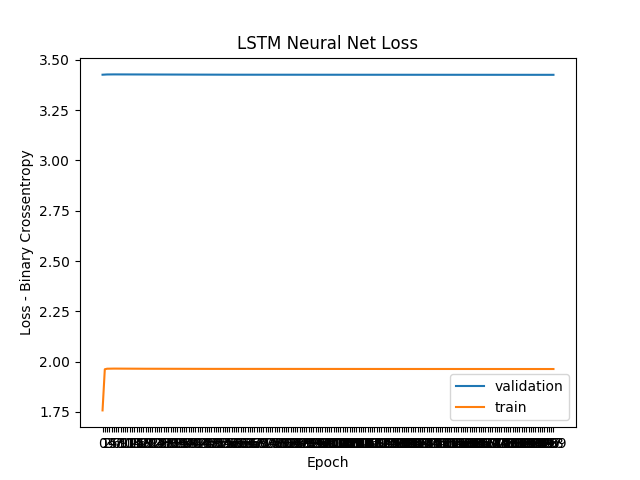 LSTM Neural Net Loss
3.50
3.25
3.00
2.75
2.50
2.25
2.00
1.75
Loss - Binary Crossentropy
validation
train
Epoch